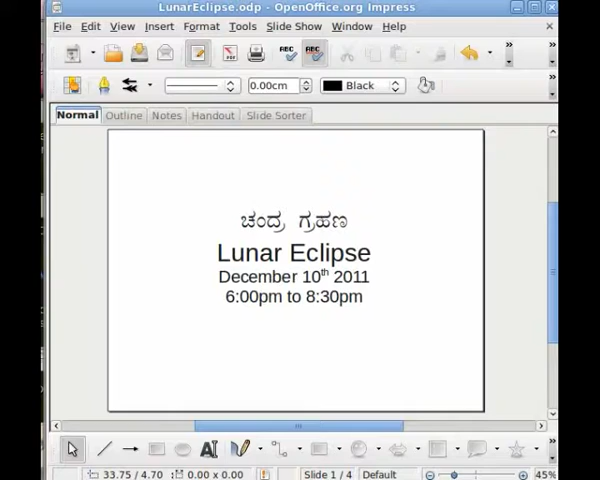 LunarEclipse.odp - OpenOffice.org Impress
File Edit View Insert Format Tools Slide Show Window Help
ABC ABC
0.00cm Black
Normal Outline Notes Handout Slide Sorter
ಚಂದ್ರ ಗ್ರಹಣ
Lunar Eclipse
December 10th 2011
6:00pm to 8:30pm
33.75 / 4.70 0.00 x 0.00 Slide 1 / 4 Default 45%